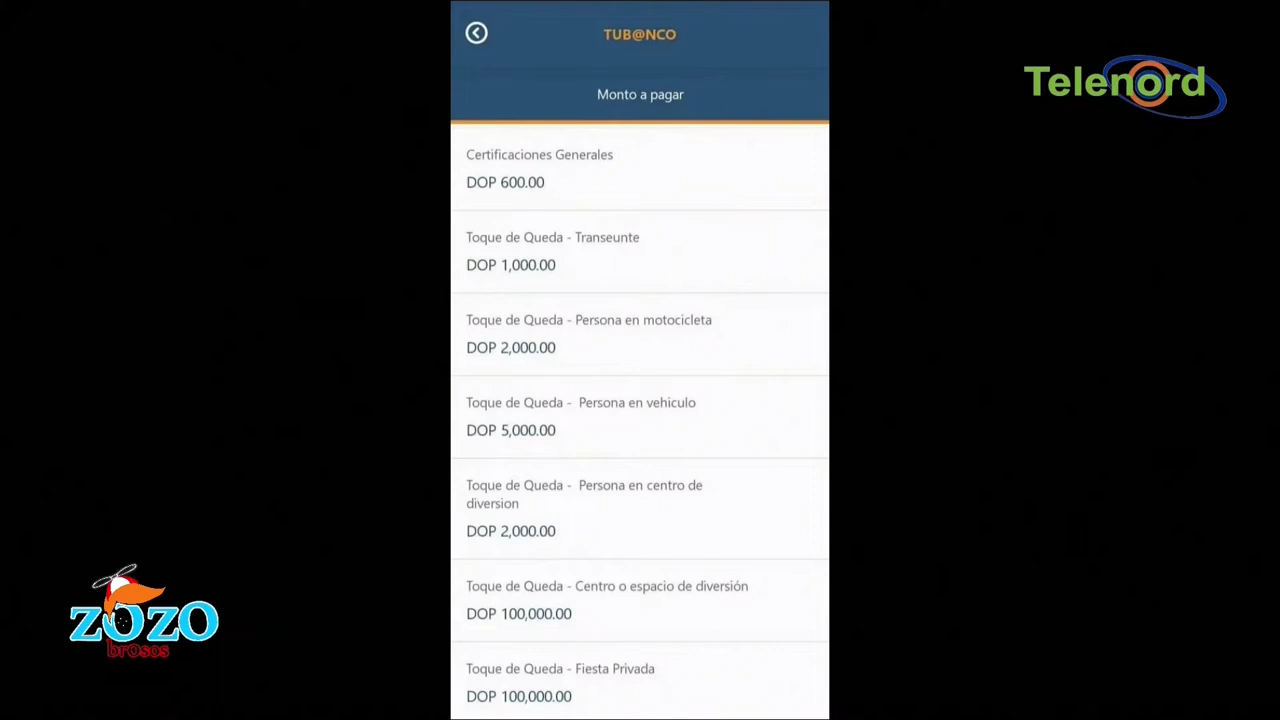 TUB@NCO
Telenord
Monto a pagar
Certificaciones Generales
DOP 600.00
Toque de Queda - Transeunte
DOP 1,000.00
Toque de Queda - Persona en motocicleta
DOP 2,000.00
Toque de Queda -  Persona en vehiculo
DOP 5,000.00
Toque de Queda -  Persona en centro de
diversion
DOP 2,000.00
Toque de Queda - Centro o espacio de diversión
DOP 100,000.00
zozo
brosos
Toque de Queda - Fiesta Privada
DOP 100,000.00